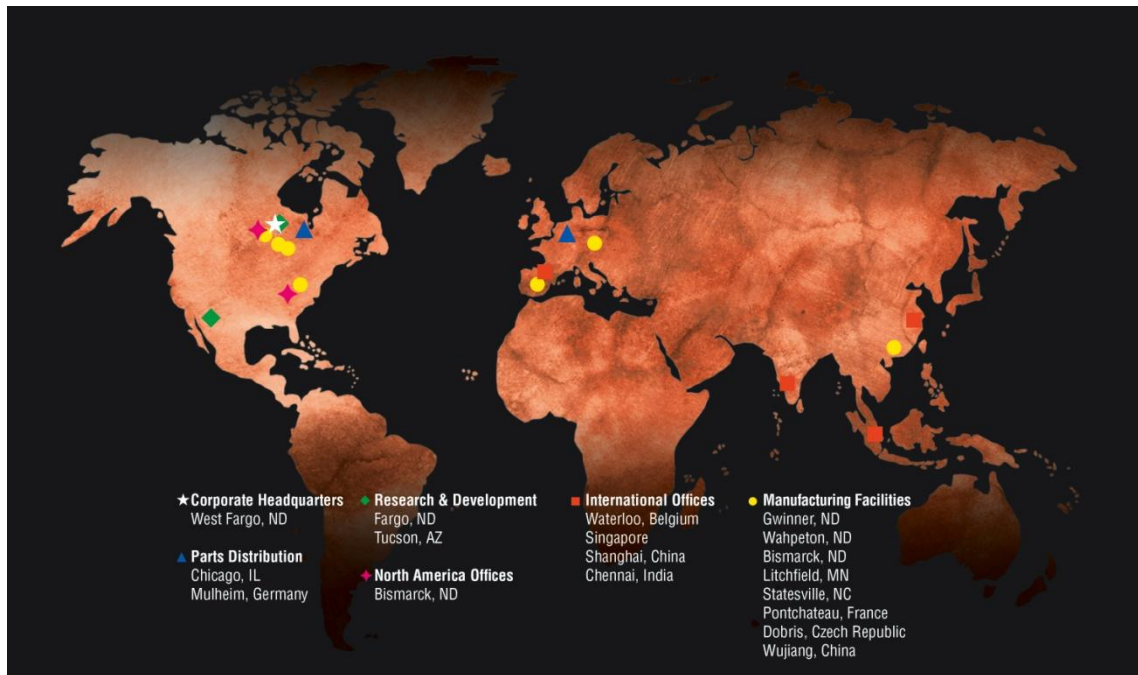 Corporate Headquarters
West Fargo, ND
Parts Distribution
Chicago, IL
Mulheim, Germany
Research & Development
Fargo, ND
Tucson, AZ
North America Offices
Bismarck, ND
International Offices
Waterloo, Belgium
Singapore
Shanghai, China
Chennai, India
Manufacturing Facilities
Gwinner, ND
Wahpeton, ND
Bismarck, ND
Litchfield, MN
Statesville, NC
Pontchateau, France
Dobris, Czech Republic
Wujiang, China